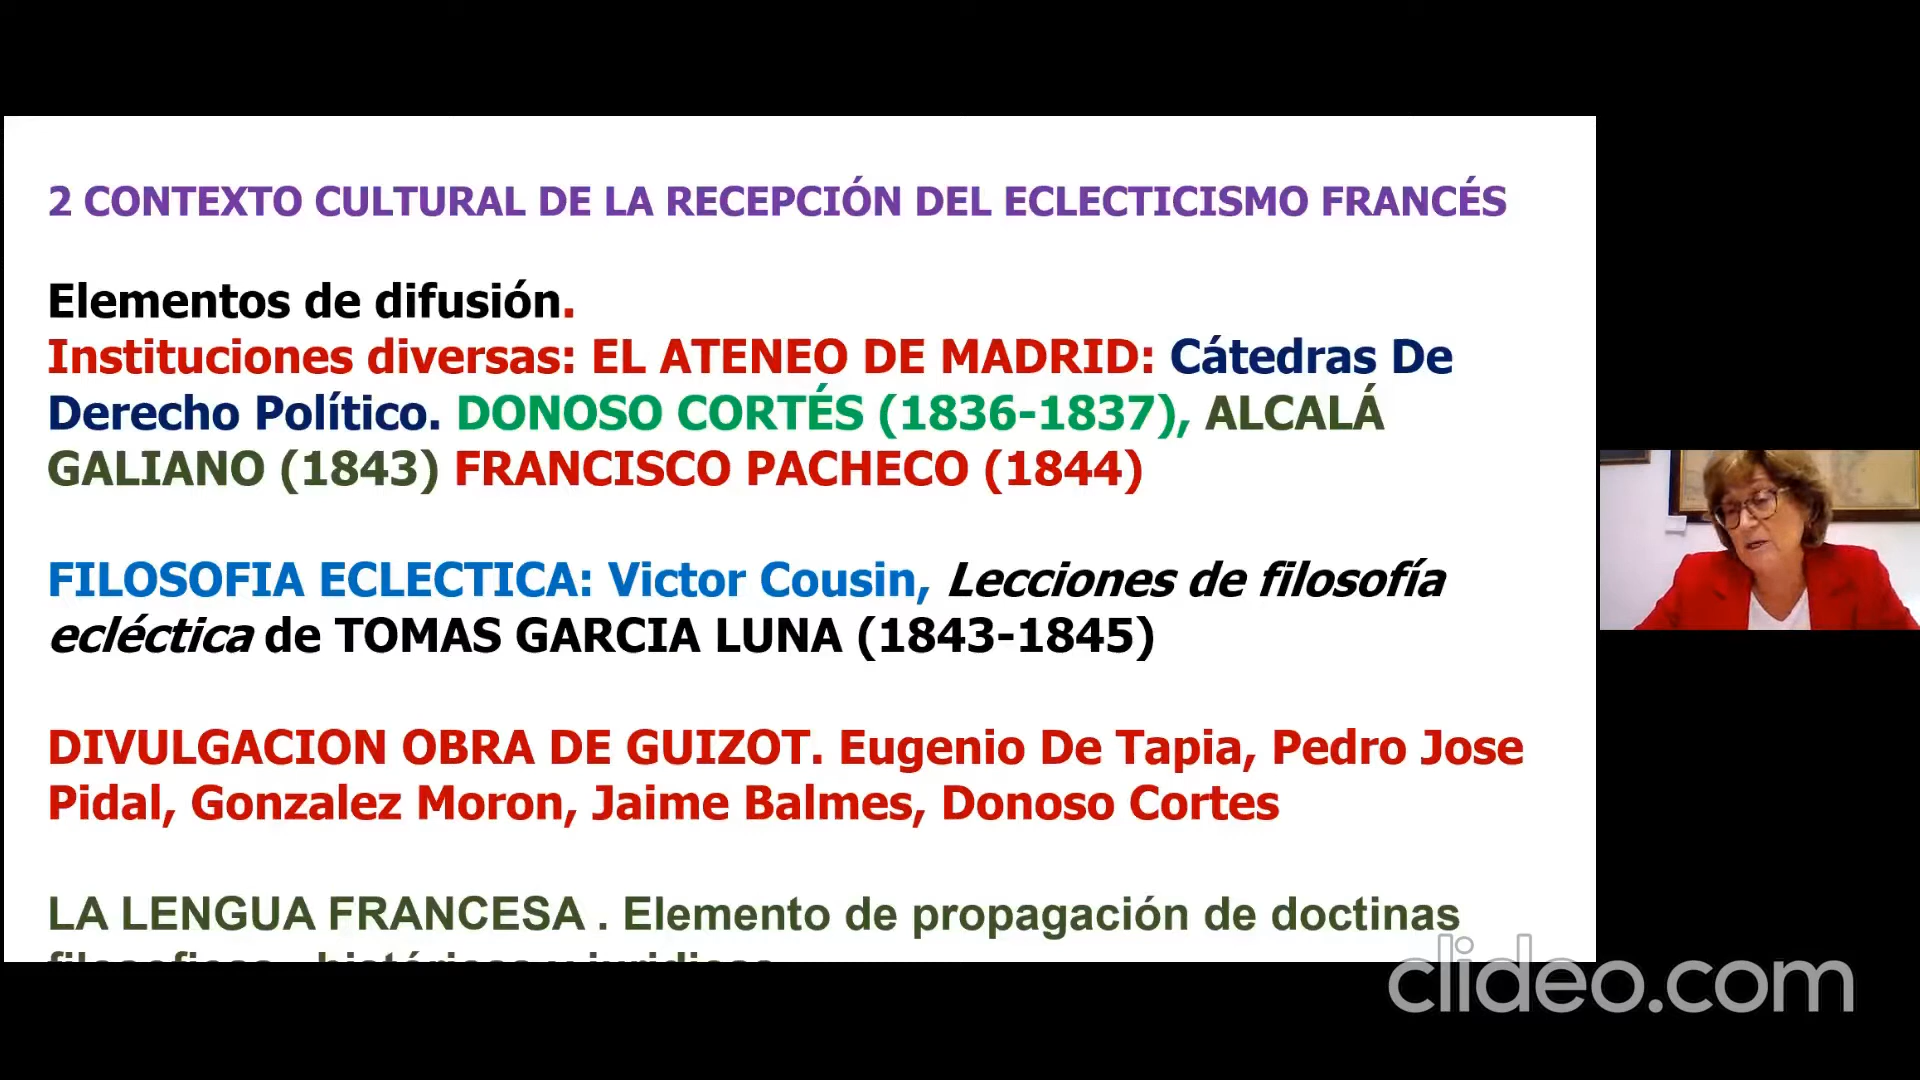 2 CONTEXTO CULTURAL DE LA RECEPCIÓN DEL ECLECTICISMO FRANCÉS
Elementos de difusión.
Instituciones diversas: EL ATENEO DE MADRID: Cátedras De
Derecho Político. DONOSO CORTÉS (1836-1837), ALCALÁ
GALIANO (1843) FRANCISCO PACHECO (1844)
FILOSOFIA ECLECTICA: Victor Cousin, Lecciones de filosofía
ecléctica de TOMAS GARCIA LUNA (1843-1845)
DIVULGACION OBRA DE GUIZOT. Eugenio De Tapia, Pedro Jose
Pidal, Gonzalez Moron, Jaime Balmes, Donoso Cortes
LA LENGUA FRANCESA . Elemento de propagación de doctinas
clideo.com